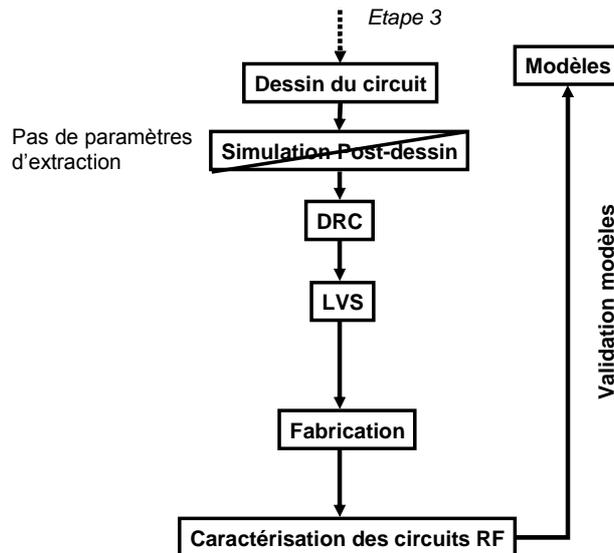 Etape 3
Dessin du circuit
Modèles
Pas de paramètres
d'extraction
Simulation Post-dessin
DRC
LVS
Validation modèles
Fabrication
Caractérisation des circuits RF